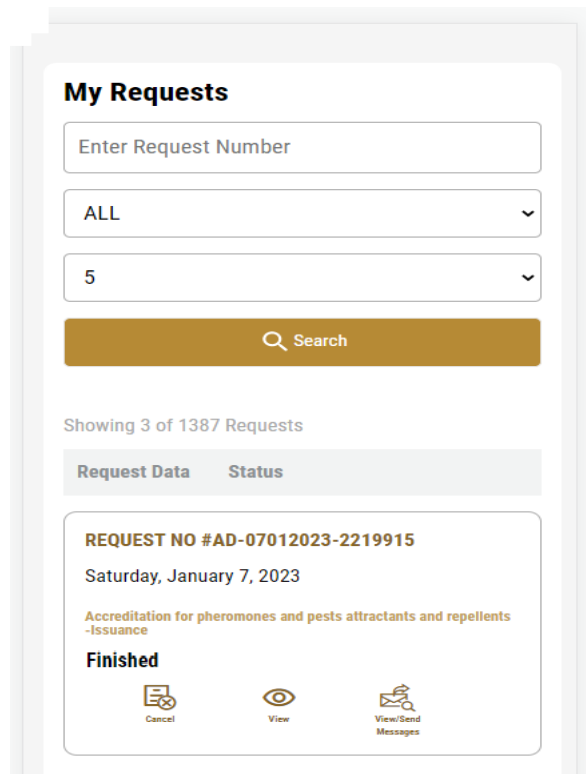 My Requests
Enter Request Number
ALL
5
Search
Showing 3 of 1387 Requests
Request Data Status
REQUEST NO #AD-07012023-2219915
Saturday, January 7, 2023
Accreditation for pheromones and pests attractants and repellents
-Issuance
Finished
Cancel View View/Send
Messages